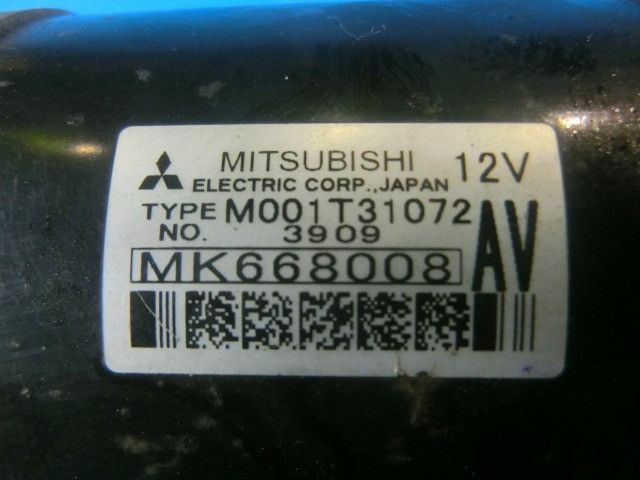 MITSUBISHI 12V
ELECTRIC CORP.,JAPAN
TYPE M001T31072
NO. 3909
MK668008 AV